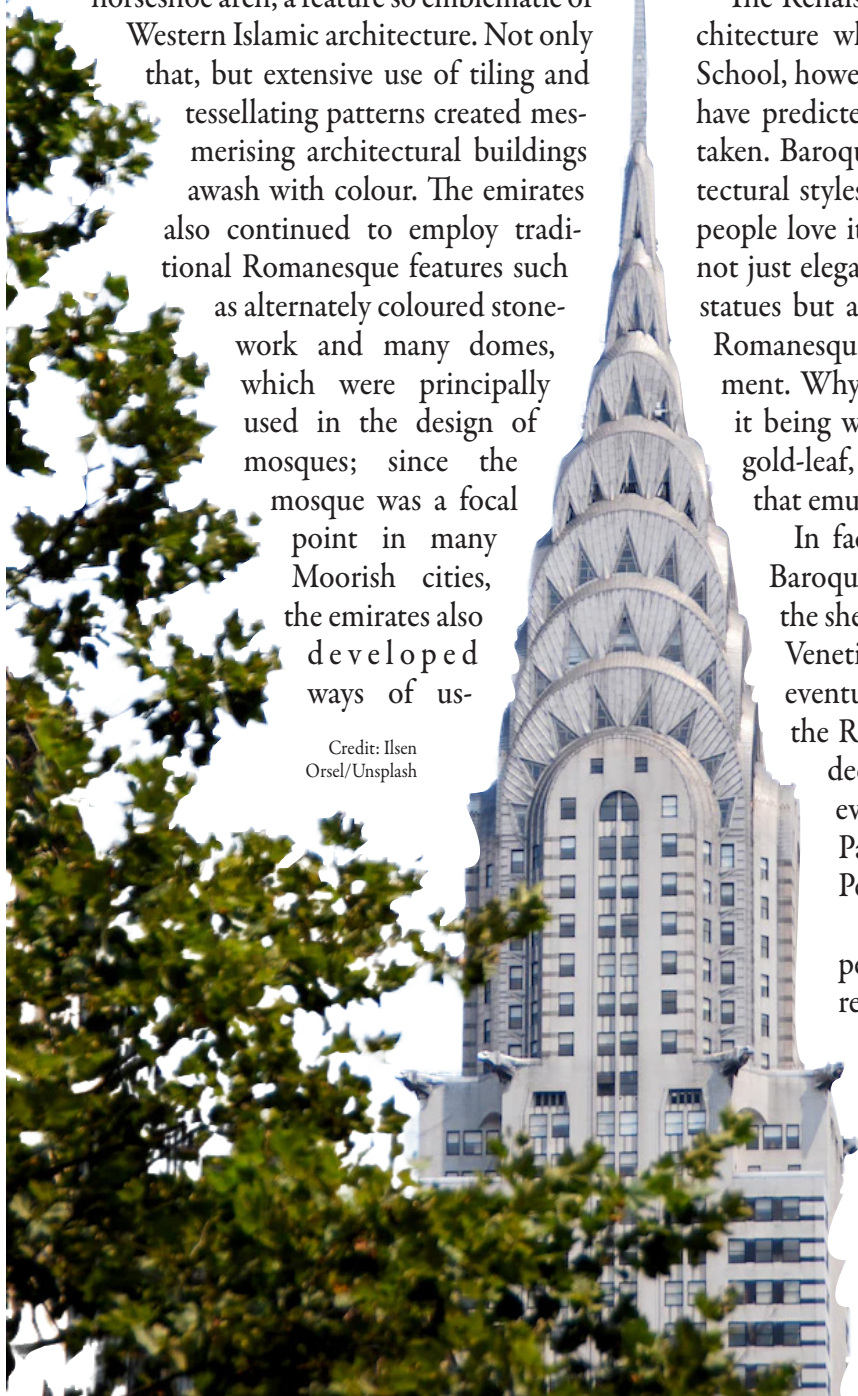 horseshoe arch, a feature so emblematic of
Western Islamic architecture. Not only
that, but extensive use of tiling and
tessellating patterns created mes-
merising architectural buildings
awash with colour. The emirates
also continued to employ tradi-
tional Romanesque features such
as alternately coloured stone-
work and many domes,
which were principally
used in the design of
mosques; since the
mosque was a focal
point in many
Moorish cities,
the emirates also
developed
ways of us-
Credit: Ilsen
Orsel/Unsplash
The Renais
chitecture wh
School, howe
have predicte
taken. Baroqu
tectural styles
people love it
not just elega
statues but a
Romanesqu
ment. Why
it being w
gold-leaf,
that emu
In fac
Baroqu
the she
Veneti
eventu
the R
dec
ev
Pa
Po
po
re